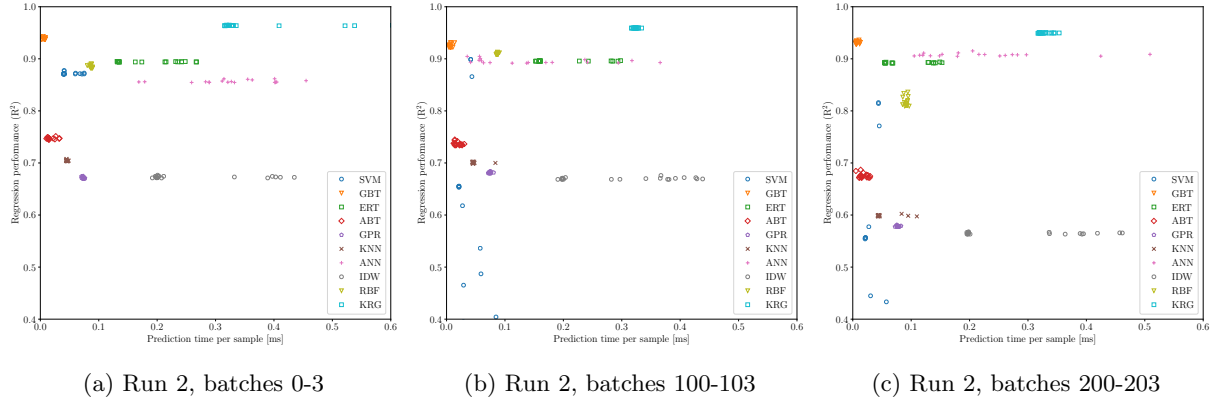 1.0
0.9
0.8
0.7
0.6
0.5
0.4
Regression performance (R²)
0.0 0.1 0.2 0.3 0.4 0.5 0.6
Prediction time per sample [ms]
SVM
GBT
ERT
ABT
GPR
KNN
ANN
IDW
RBF
KRG
(a) Run 2, batches 0-3
1.0
0.9
0.8
0.7
0.6
0.5
0.4
Regression performance (R²)
0.0 0.1 0.2 0.3 0.4 0.5 0.6
Prediction time per sample [ms]
SVM
GBT
ERT
ABT
GPR
KNN
ANN
IDW
RBF
KRG
(b) Run 2, batches 100-103
1.0
0.9
0.8
0.7
0.6
0.5
0.4
Regression performance (R²)
0.0 0.1 0.2 0.3 0.4 0.5 0.6
Prediction time per sample [ms]
SVM
GBT
ERT
ABT
GPR
KNN
ANN
IDW
RBF
KRG
(c) Run 2, batches 200-203